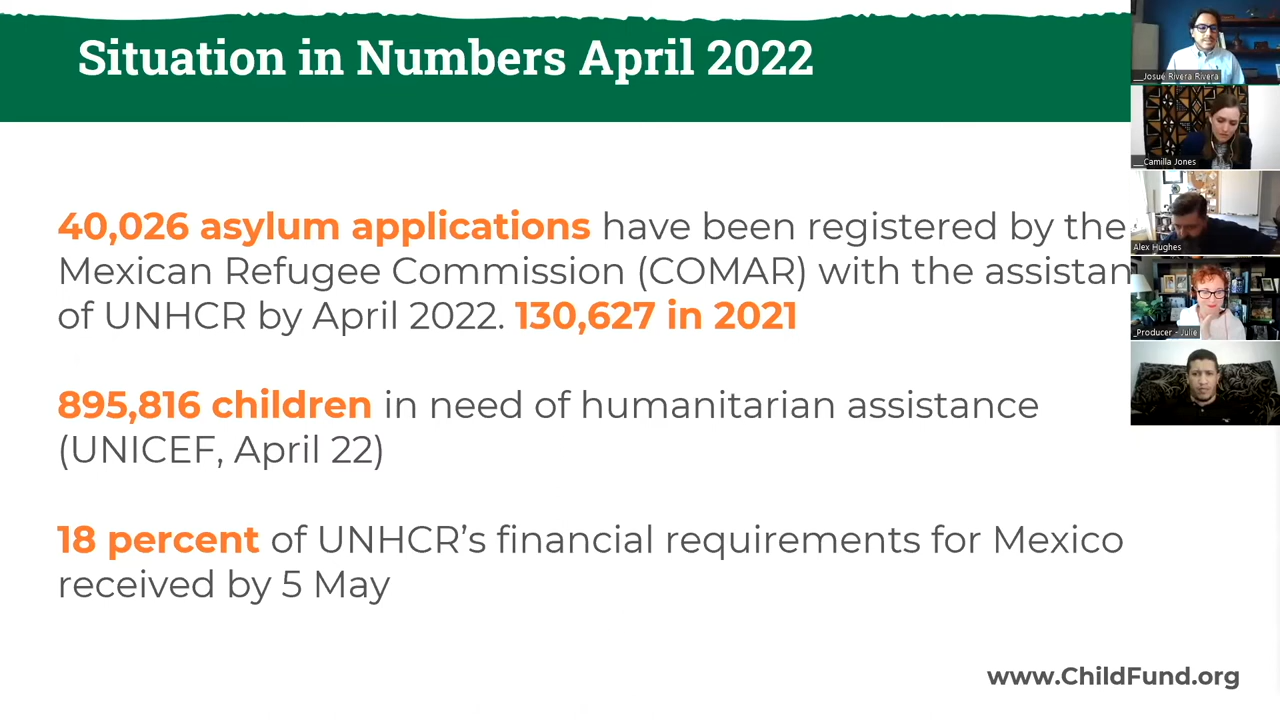 Situation in Numbers April 2022
40,026 asylum applications have been registered by the
Mexican Refugee Commission (COMAR) with the assistan
of UNHCR by April 2022. 130,627 in 2021
895,816 children in need of humanitarian assistance
(UNICEF, April 22)
18 percent of UNHCR’s financial requirements for Mexico
received by 5 May
www.ChildFund.org
__Josué Rivera Rivera
__Camilla Jones
Alex Hughes
_Producer - Julie